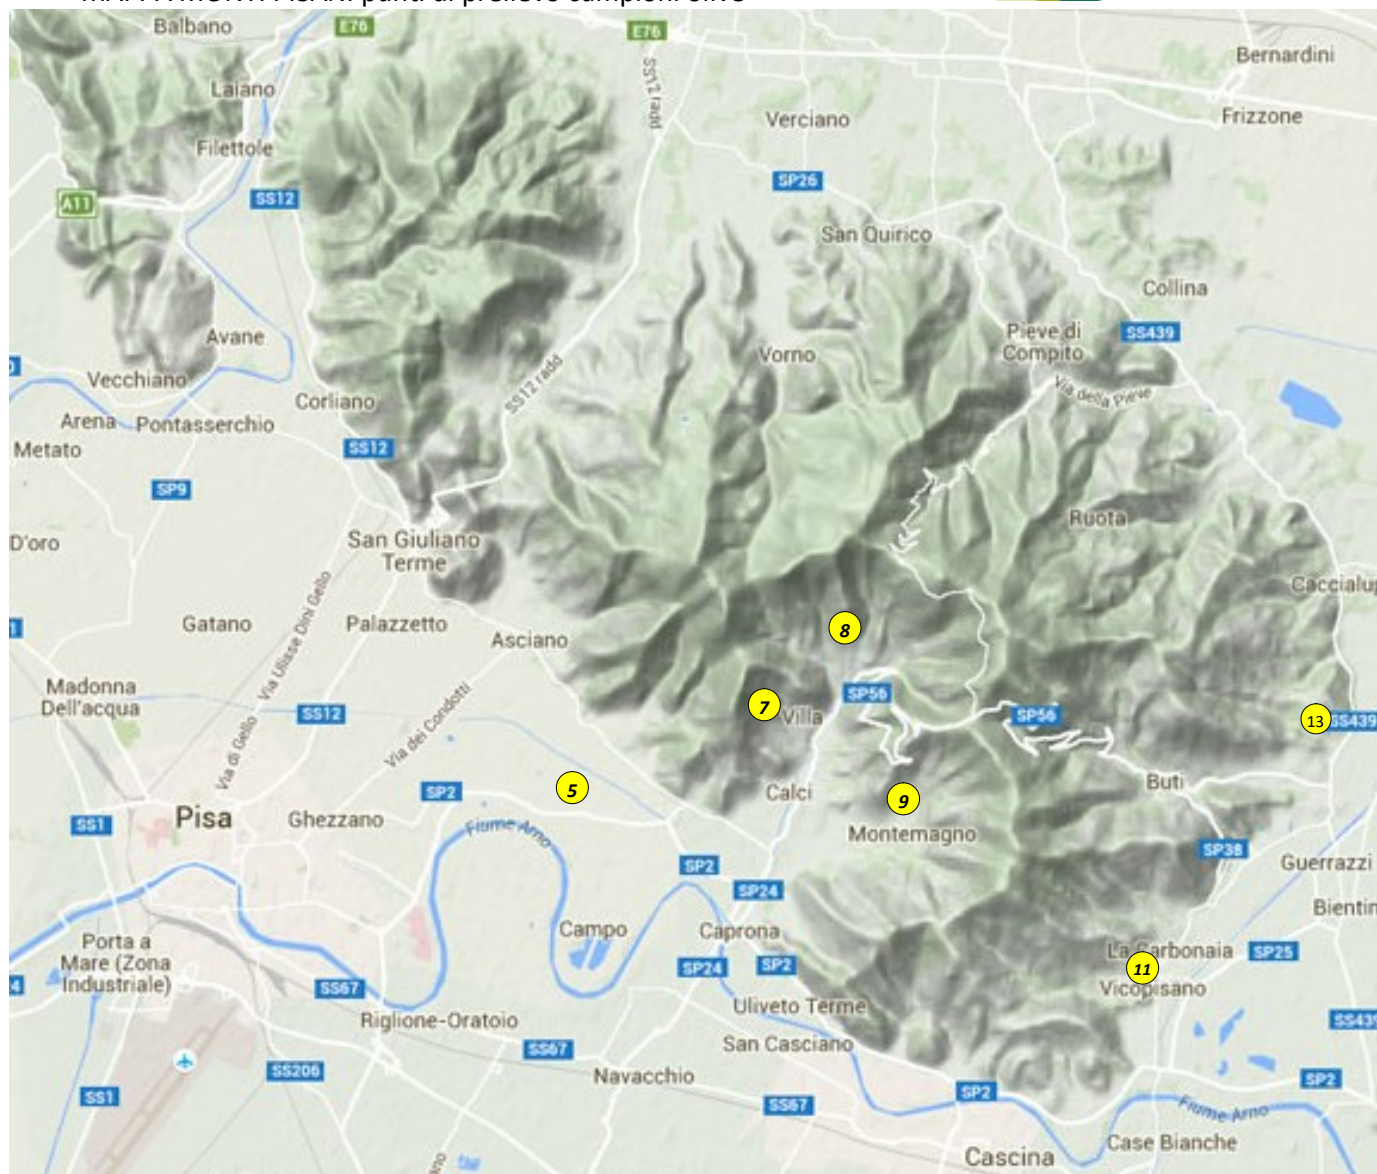 Balbano
E76
E76
SS12 radd
Bernardini
Laiano
Frizzone
Verciano
Filettole
SP26
A11
SS12
San Quirico
Collina
Avane
Pieve di
Compito
SS439
Vorno
Via della Pieve
Vecchiano
SS12 radd
Corliano
Arena
Pontasserchio
Metato
SS12
SP9
Ruota
D'oro
San Giuliano
Terme
Via Ulisse Dini Gello
Gatano
Palazzetto
Asciano
8
Madonna
Dell'acqua
SP56
7
Villa
SS12
SP56
13
SS439
Via di Gello
Via dei Condotti
Buti
5
SP2
Calci
9
Pisa
Ghezzano
SS1
Fiume Arno
Montemagno
SP38
SP2
Guerrazzi
SP24
Campo
Caprona
Porta a
Mare (Zona
Industriale)
La Carbonaia
SP25
SP24
SP2
11
SS67
Vicopisano
Uliveto Terme
Riglione-Oratoio
San Casciano
SS67
SS206
Navacchio
SP2
SP2
SS1
SS67
Fiume Arno
Case Bianche
Cascina